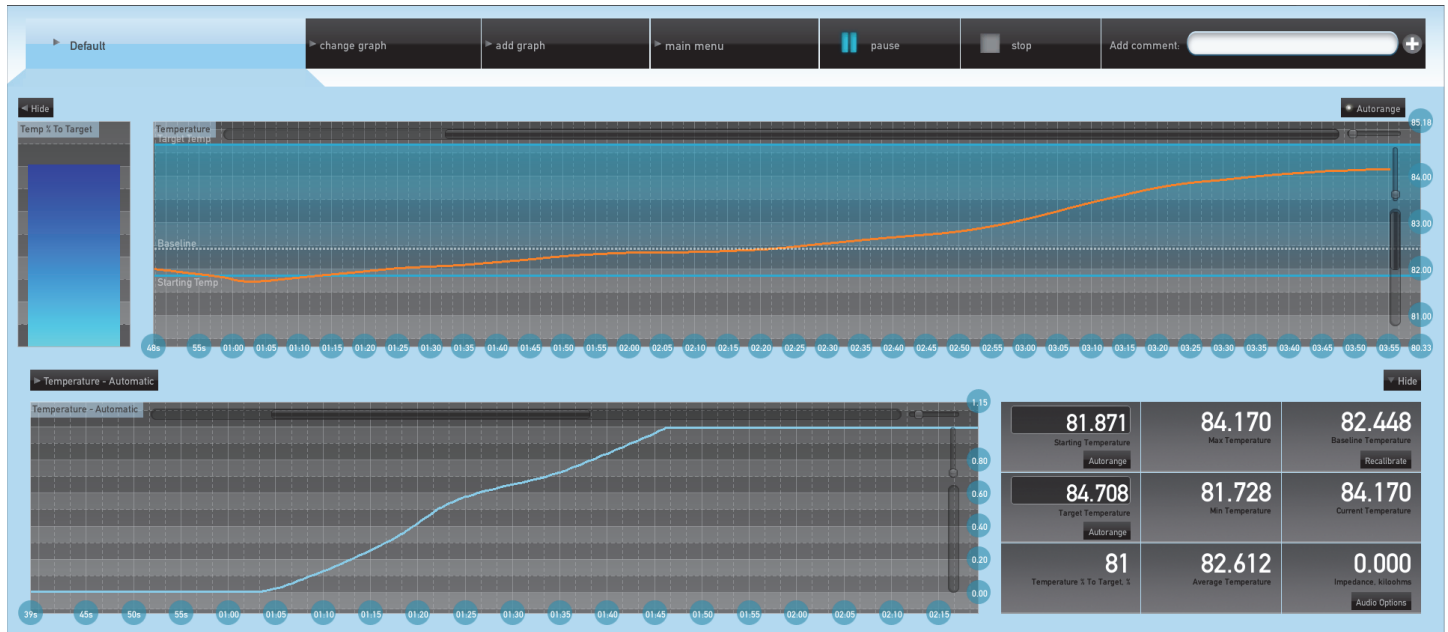 Default
change graph
add graph
main menu
pause
stop
Add comment:
Hide
Autorange
Temp % To Target
Temperature
Target Temp
Baseline
Starting Temp
85.18
84.00
83.00
82.00
81.00
80.33
48s 55s 01:00 01:05 01:10 01:15 01:20 01:25 01:30 01:35 01:40 01:45 01:50 01:55 02:00 02:05 02:10 02:15 02:20 02:25 02:30 02:35 02:40 02:45 02:50 02:55 03:00 03:05 03:10 03:15 03:20 03:25 03:30 03:35 03:40 03:45 03:50 03:55
Temperature - Automatic
Hide
Temperature - Automatic
1.15
0.80
0.60
0.40
0.20
0.00
39s 45s 50s 55s 01:00 01:05 01:10 01:15 01:20 01:25 01:30 01:35 01:40 01:45 01:50 01:55 02:00 02:05 02:10 02:15
81.871
Starting Temperature
Autorange
84.170
Max Temperature
82.448
Baseline Temperature
Recalibrate
84.708
Target Temperature
Autorange
81.728
Min Temperature
84.170
Current Temperature
81
Temperature % To Target, %
82.612
Average Temperature
0.000
Impedance, kiloohms
Audio Options